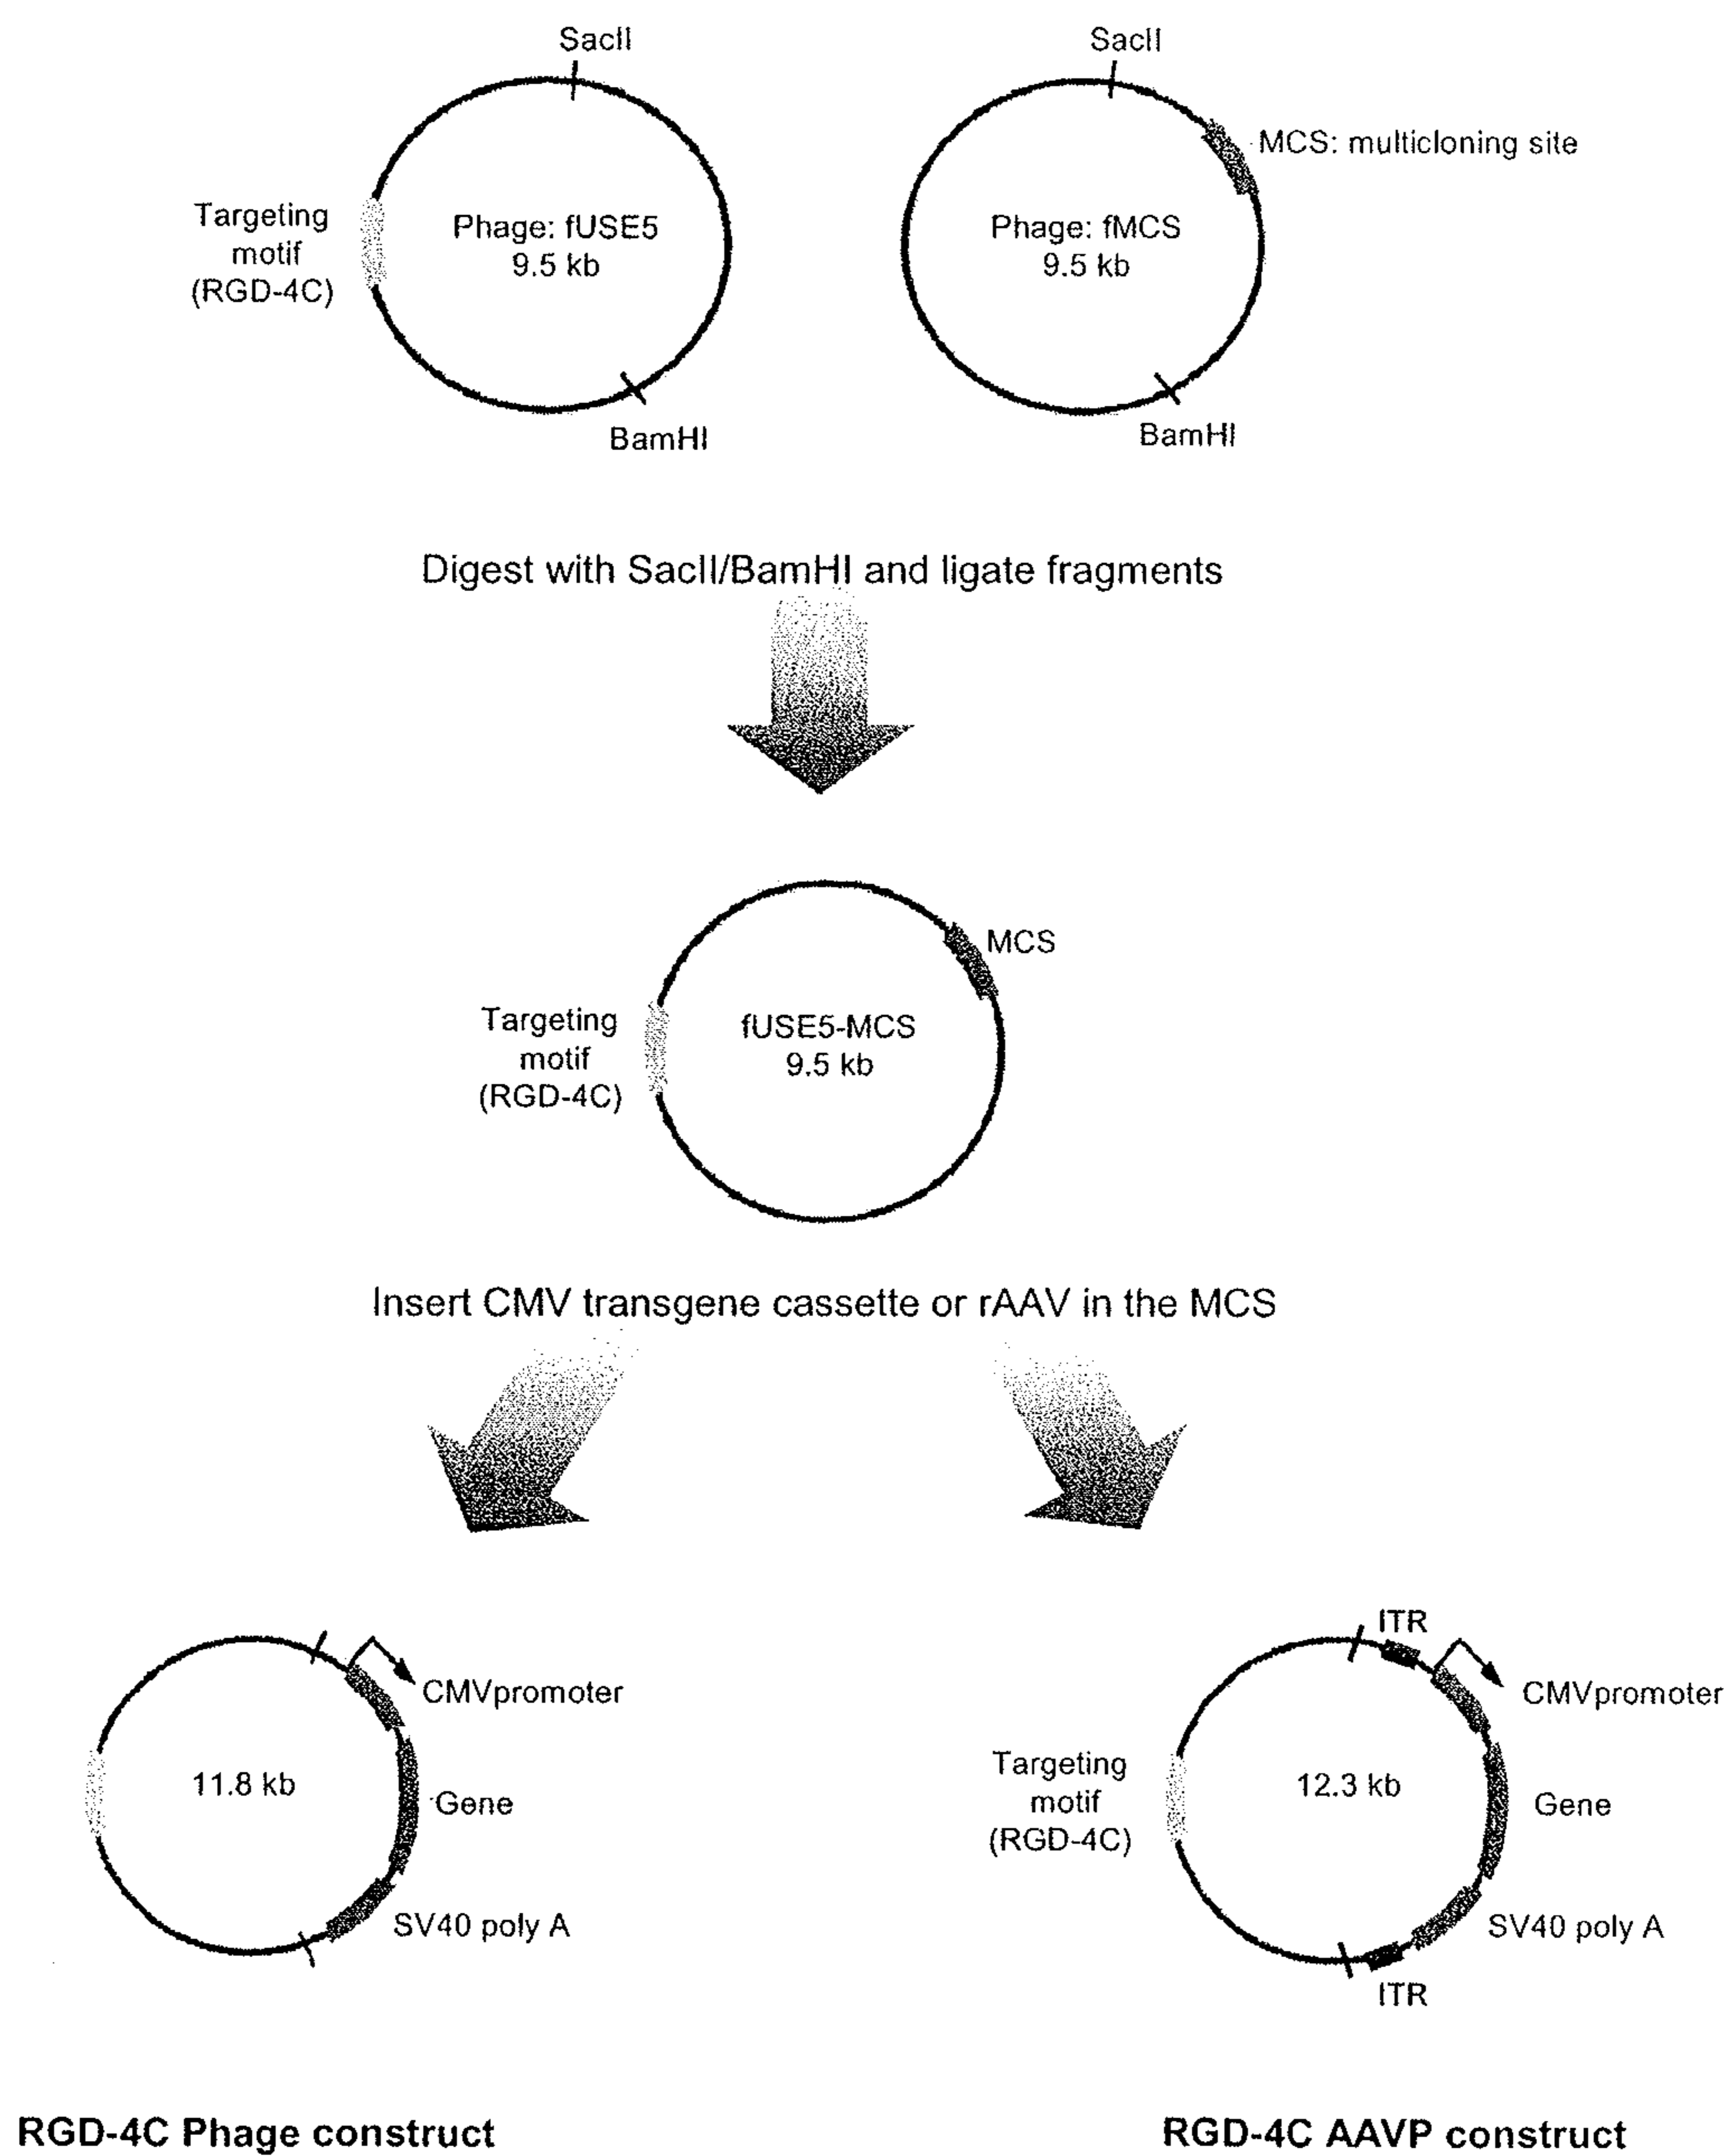 SacII
SacII
MCS: multicloning site
Targeting
motif
(RGD-4C)
Phage: fUSE5
9.5 kb
Phage: fMCS
9.5 kb
BamHI
BamHI
Digest with SacII/BamHI and ligate fragments
MCS
Targeting
motif
(RGD-4C)
fUSE5-MCS
9.5 kb
Insert CMV transgene cassette or rAAV in the MCS
CMVpromoter
11.8 kb
Gene
SV40 poly A
ITR
CMVpromoter
Targeting
motif
(RGD-4C)
12.3 kb
Gene
SV40 poly A
ITR
RGD-4C Phage construct
RGD-4C AAVP construct